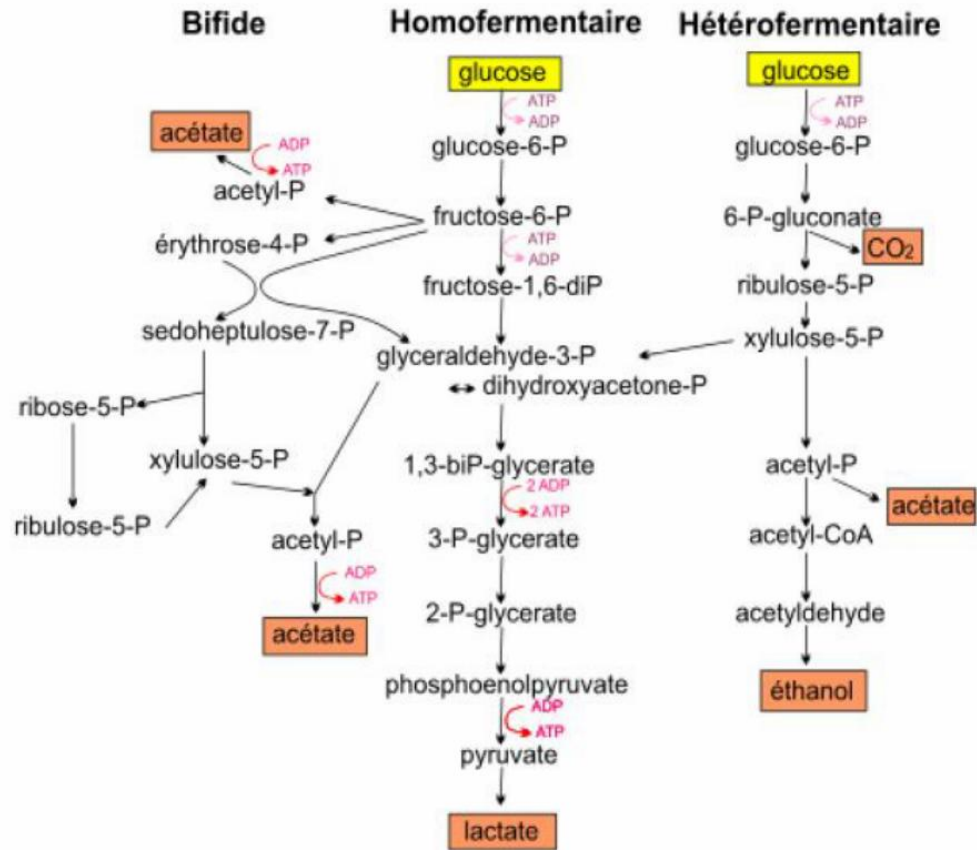 Bifide
Homofermentaire
Hétérofermentaire
glucose
glucose
ATP
ADP
ATP
ADP
acétate
ADP
ATP
glucose-6-P
glucose-6-P
acetyl-P
fructose-6-P
6-P-gluconate
érythrose-4-P
ATP
ADP
CO₂
fructose-1,6-diP
ribulose-5-P
sedoheptulose-7-P
xylulose-5-P
glyceraldehyde-3-P
dihydroxyacetone-P
ribose-5-P
xylulose-5-P
1,3-biP-glycerate
acetyl-P
2 ADP
2 ATP
acétate
ribulose-5-P
acetyl-P
3-P-glycerate
acetyl-CoA
ADP
ATP
2-P-glycerate
acetyldehyde
acétate
phosphoenolpyruvate
éthanol
ADP
ATP
pyruvate
lactate